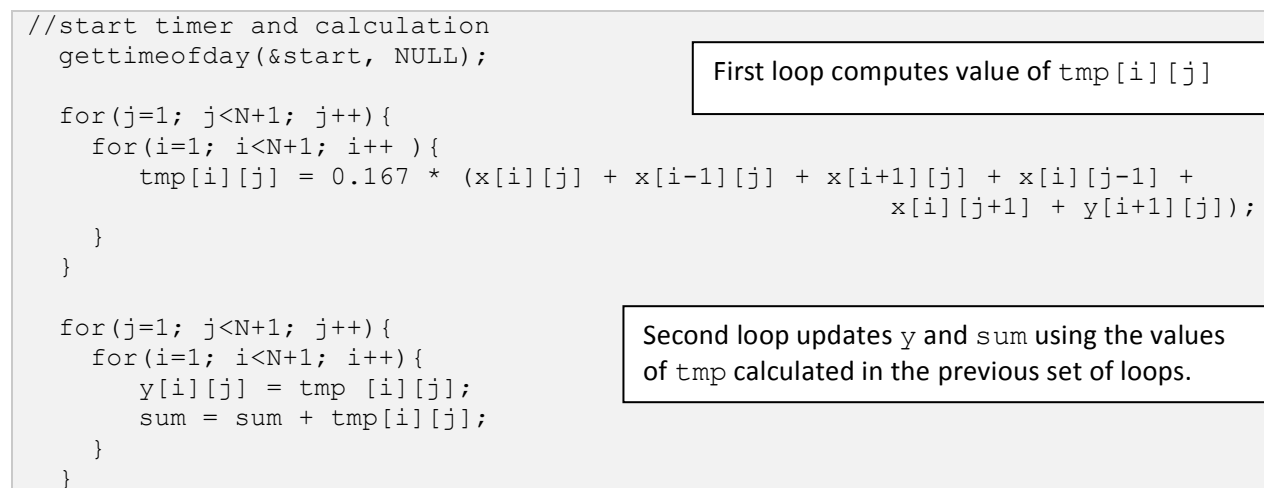 //start timer and calculation
gettimeofday(&start, NULL);
First loop computes value of tmp[i][j]
for(j=1; j<N+1; j++){
for(i=1; i<N+1; i++ ){
tmp[i][j] = 0.167 * (x[i][j] + x[i-1][j] + x[i+1][j] + x[i][j-1] +
x[i][j+1] + y[i+1][j]);
}
}
for(j=1; j<N+1; j++){
for(i=1; i<N+1; i++){
y[i][j] = tmp [i][j];
sum = sum + tmp[i][j];
}
}
Second loop updates y and sum using the values
of tmp calculated in the previous set of loops.